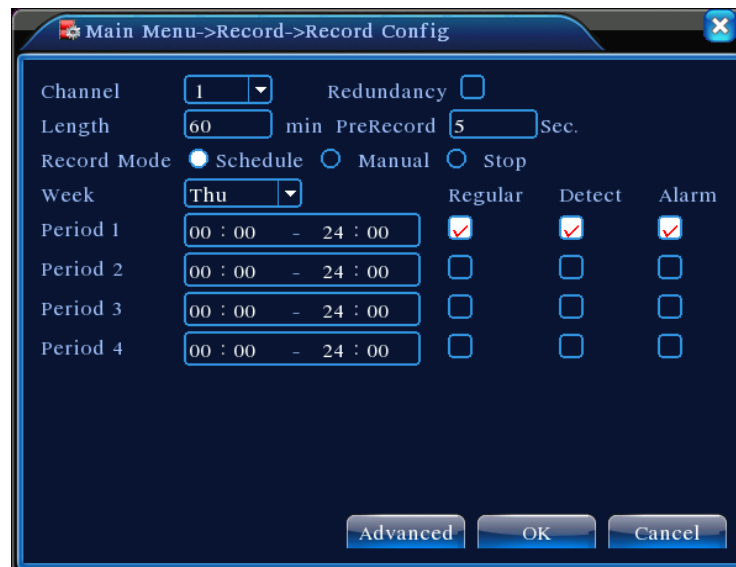 Main Menu->Record->Record Config
Channel 1 Redundancy
Length 60 min PreRecord 5 Sec.
Record Mode Schedule Manual Stop
Week Thu Regular Detect Alarm
Period 1 00 : 00 - 24 : 00
Period 2 00 : 00 - 24 : 00
Period 3 00 : 00 - 24 : 00
Period 4 00 : 00 - 24 : 00
Advanced OK Cancel